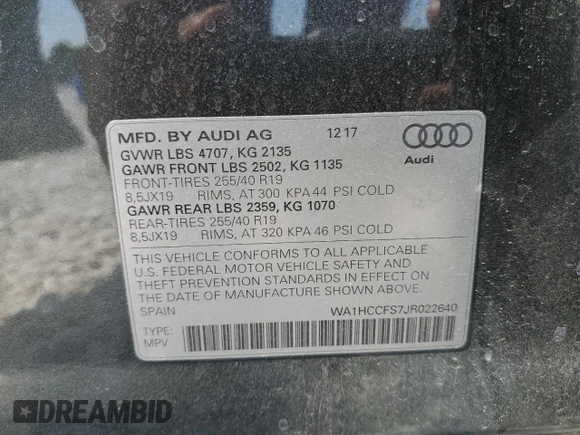 MFD. BY AUDI AG 12 17
GVWR LBS 4707, KG 2135
GAWR FRONT LBS 2502, KG 1135
FRONT-TIRES 255/40 R19
8,5JX19 RIMS, AT 300 KPA 44 PSI COLD
GAWR REAR LBS 2359, KG 1070
REAR-TIRES 255/40 R19
8,5JX19 RIMS, AT 320 KPA 46 PSI COLD
Audi
THIS VEHICLE CONFORMS TO ALL APPLICABLE
U.S. FEDERAL MOTOR VEHICLE SAFETY AND
THEFT PREVENTION STANDARDS IN EFFECT ON
THE DATE OF MANUFACTURE SHOWN ABOVE.
SPAIN WA1HCCFS7JR022640
TYPE:
MPV
DREAMBID